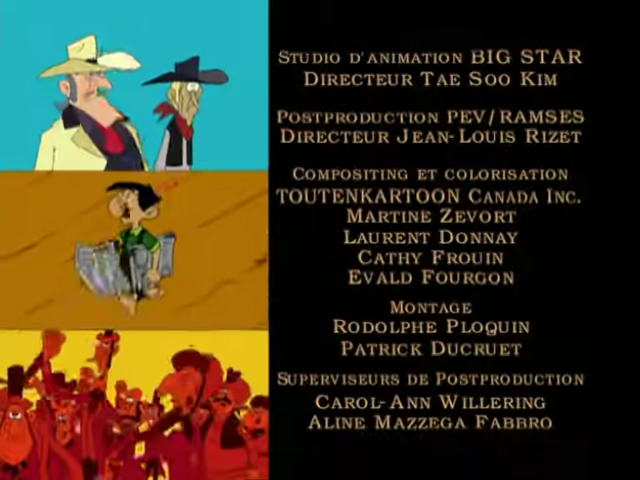 STUDIO D'ANIMATION BIG STAR
DIRECTEUR TAE SOO KIM
POSTPRODUCTION PEV/RAMSES
DIRECTEUR JEAN-LOUIS RIZET
COMPOSITING ET COLORISATION
TOUTENKARTOON CANADA INC.
MARTINE ZEVORT
LAURENT DONNAY
CATHY FROUIN
EVALD FOURGON
MONTAGE
RODOLPHE PLOQUIN
PATRICK DUCRUET
SUPERVISEURS DE POSTPRODUCTION
CAROL-ANN WILLERING
ALINE MAZZEGA FABBRO